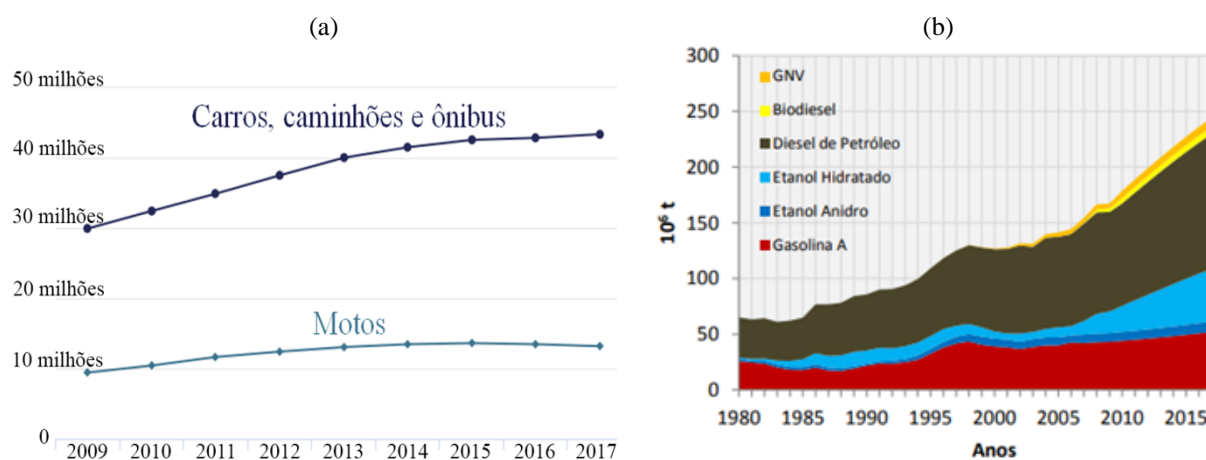 (a)
50 milhões
Carros, caminhões e ônibus
40 milhões
30 milhões
20 milhões
Motos
10 milhões
0
2009 2010 2011 2012 2013 2014 2015 2016 2017
(b)
300
GNV
250
Biodiesel
Diesel de Petróleo
200
Etanol Hidratado
Etanol Anidro
150
Gasolina A
100
50
0
10⁶ t
1980 1985 1990 1995 2000 2005 2010 2015
Anos